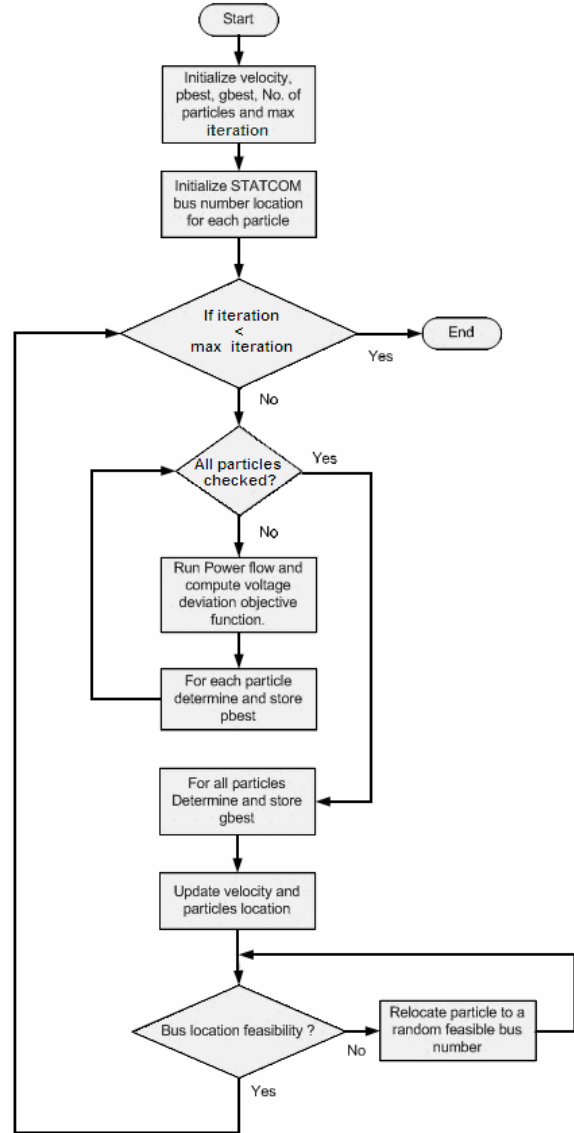 Start
Initialize velocity,
pbest, gbest, No. of
particles and max
iteration
Initialize STATCOM
bus number location
for each particle
If iteration
<
max iteration
Yes
End
No
All particles
checked?
Yes
No
Run Power flow and
compute voltage
deviation objective
function.
For each particle
determine and store
pbest
For all particles
Determine and store
gbest
Update velocity and
particles location
Bus location feasibility ?
No
Relocate particle to a
random feasible bus
number
Yes